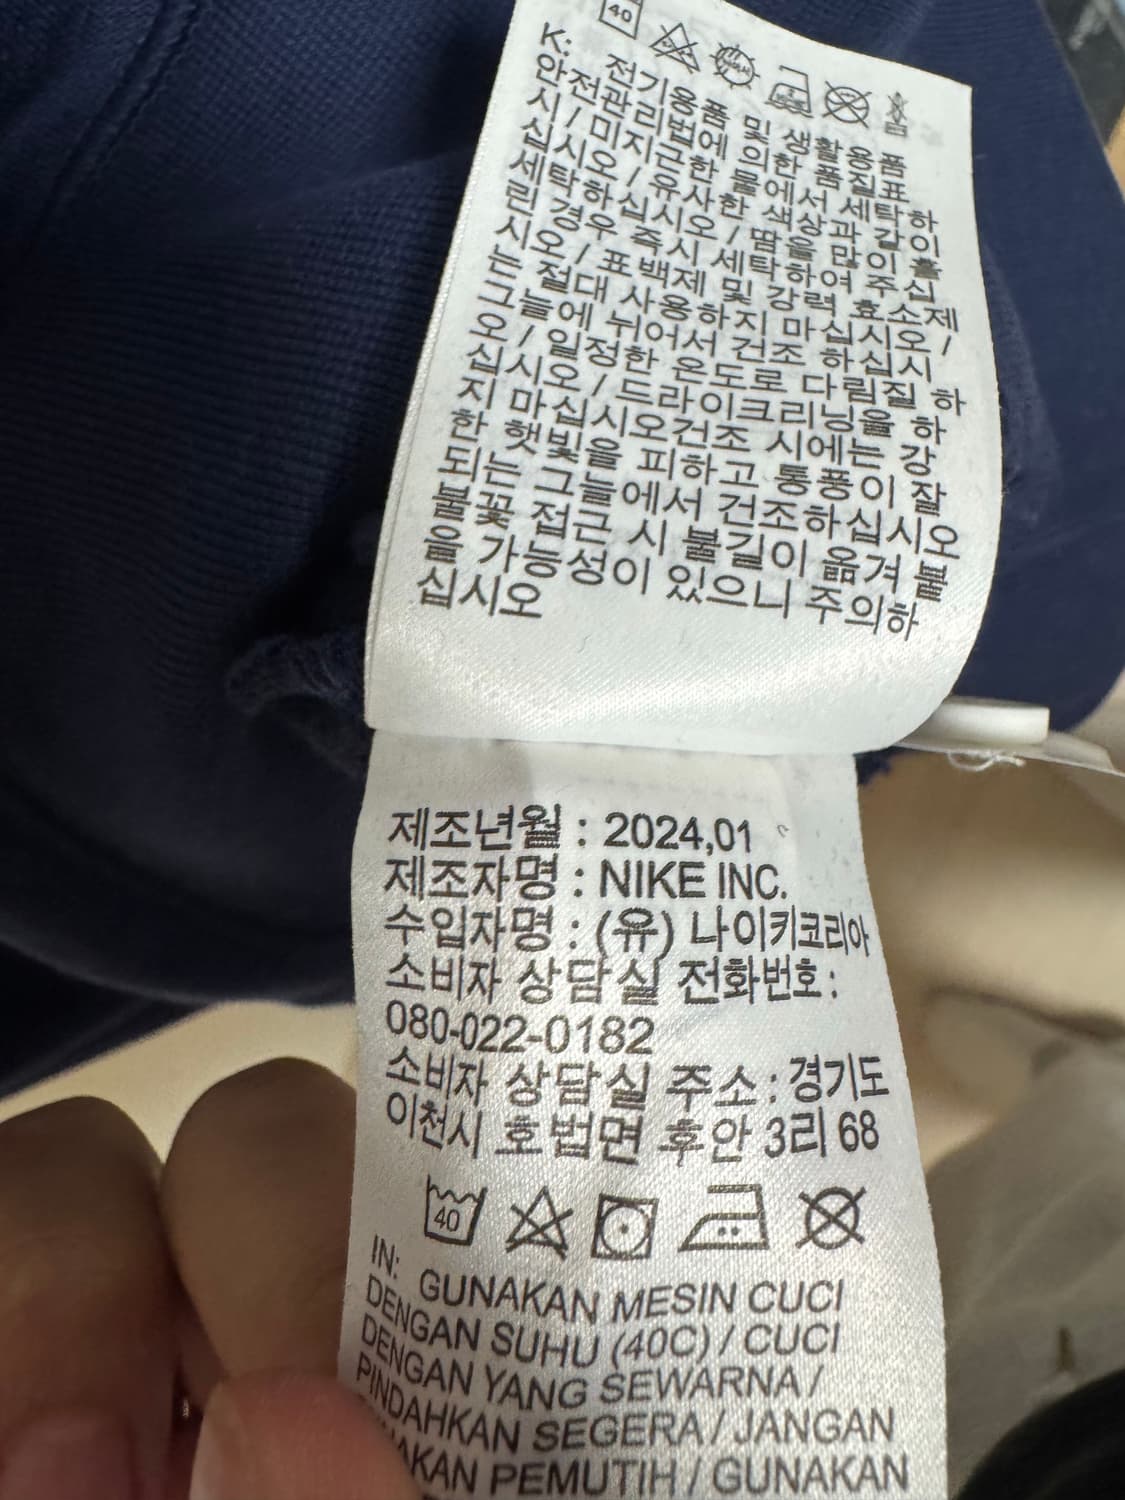 40
K: 전기용품 및 생활용품
안전관리법에 의한 품질표
시 / 미지근한 물에서 세탁하
십시오 / 유사한 색상과 같이
세탁하십시오 / 땀을 많이 흘
린 경우 즉시 세탁하여 주십
시오 / 표백제 및 강력 효소제
는 절대 사용하지 마십시오 /
그늘에 뉘어서 건조 하십시
오 / 일정한 온도로 다림질 하
십시오 / 드라이크리닝을 하
지 마십시오건조 시에는 강
한 햇빛을 피하고 통풍이 잘
되는 그늘에서 건조하십시오
불꽃 접근 시 불길이 옮겨 붙
을 가능성이 있으니 주의하
십시오
제조년월 : 2024,01
제조자명 : NIKE INC.
수입자명 : (유) 나이키코리아
소비자 상담실 전화번호 :
080-022-0182
소비자 상담실 주소 : 경기도
이천시 호법면 후안 3리 68
40
IN: GUNAKAN MESIN CUCI
DENGAN SUHU (40C) / CUCI
DENGAN YANG SEWARNA /
PINDAHKAN SEGERA / JANGAN
PEMUTIH / GUNAKAN